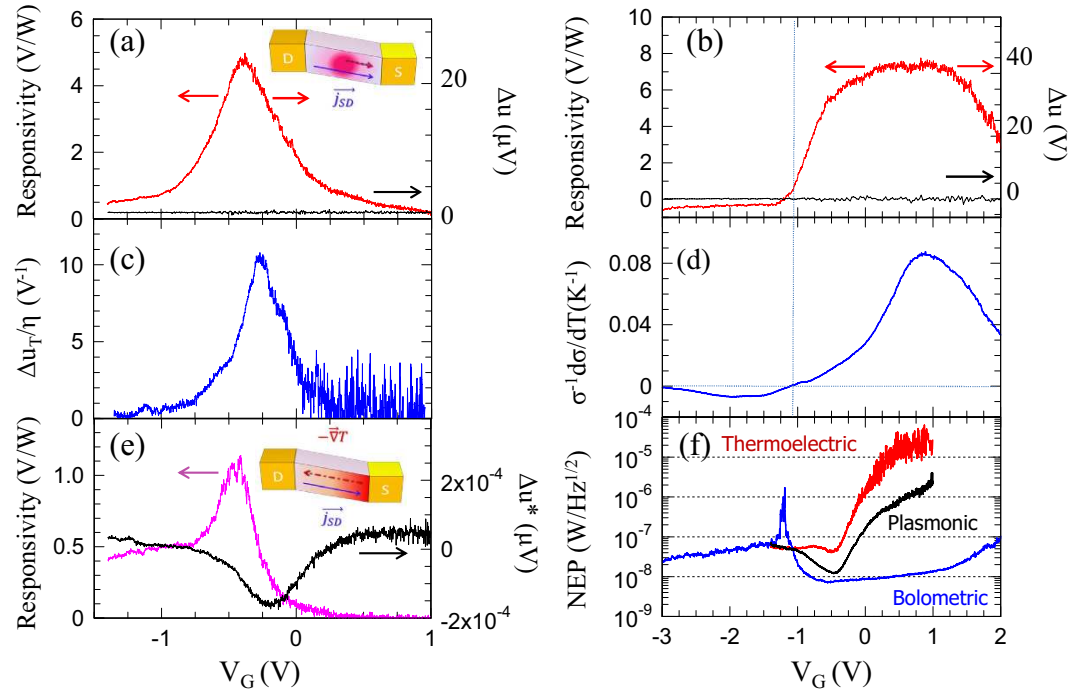 (a)
Responsivity (V/W)
6
4
2
0
20
0
Δu (μV)
D
S
j_SD
(b)
Responsivity (V/W)
10
8
6
4
2
0
40
20
0
Δu (V)
(c)
Δu_T/η (V⁻¹)
10
5
0
(d)
σ⁻¹dσ/dT(K⁻¹)
0.08
0.04
0
(e)
Responsivity (V/W)
1.0
0.5
0
2x10⁻⁴
0
-2x10⁻⁴
Δu* (μV)
-∇T
D
S
j_SD
-1
0
1
V_G (V)
(f)
NEP (W/Hz^1/2)
10⁻⁴
10⁻⁵
10⁻⁶
10⁻⁷
10⁻⁸
10⁻⁹
Thermoelectric
Plasmonic
Bolometric
-3
-2
-1
0
1
2
V_G (V)